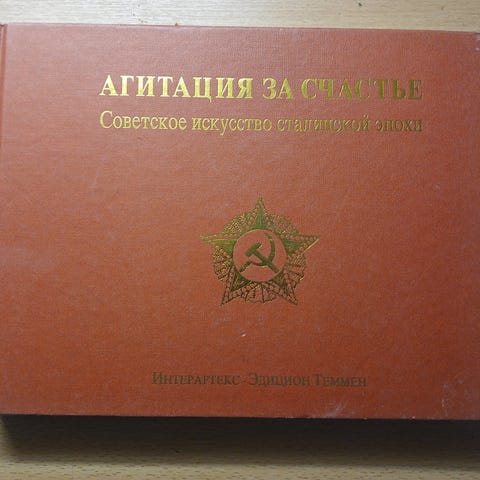 АГИТАЦИЯ ЗА СЧАСТЬЕ
Советское искусство сталинской эпохи
Интерартекс - Эдицион Теммен